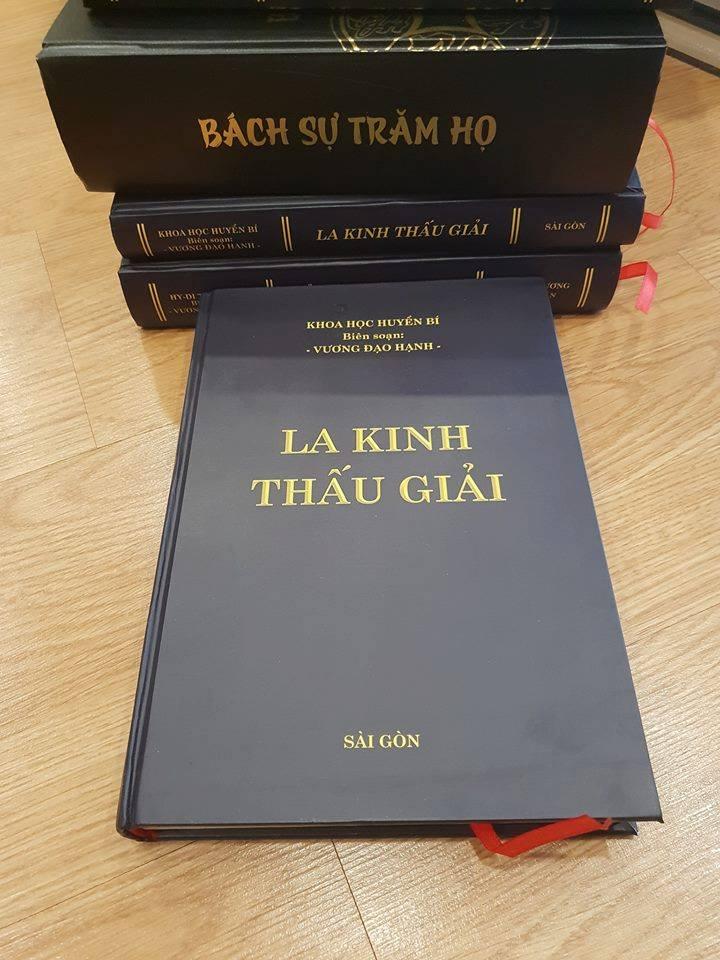 BÁCH SỰ TRĂM HỌ
KHOA HỌC HUYỀN BÍ
Biên soạn:
- VƯƠNG ĐẠO HẠNH -
LA KINH THẤU GIẢI
SÀI GÒN
KHOA HỌC HUYỀN BÍ
Biên soạn:
- VƯƠNG ĐẠO HẠNH -
LA KINH
THẤU GIẢI
SÀI GÒN